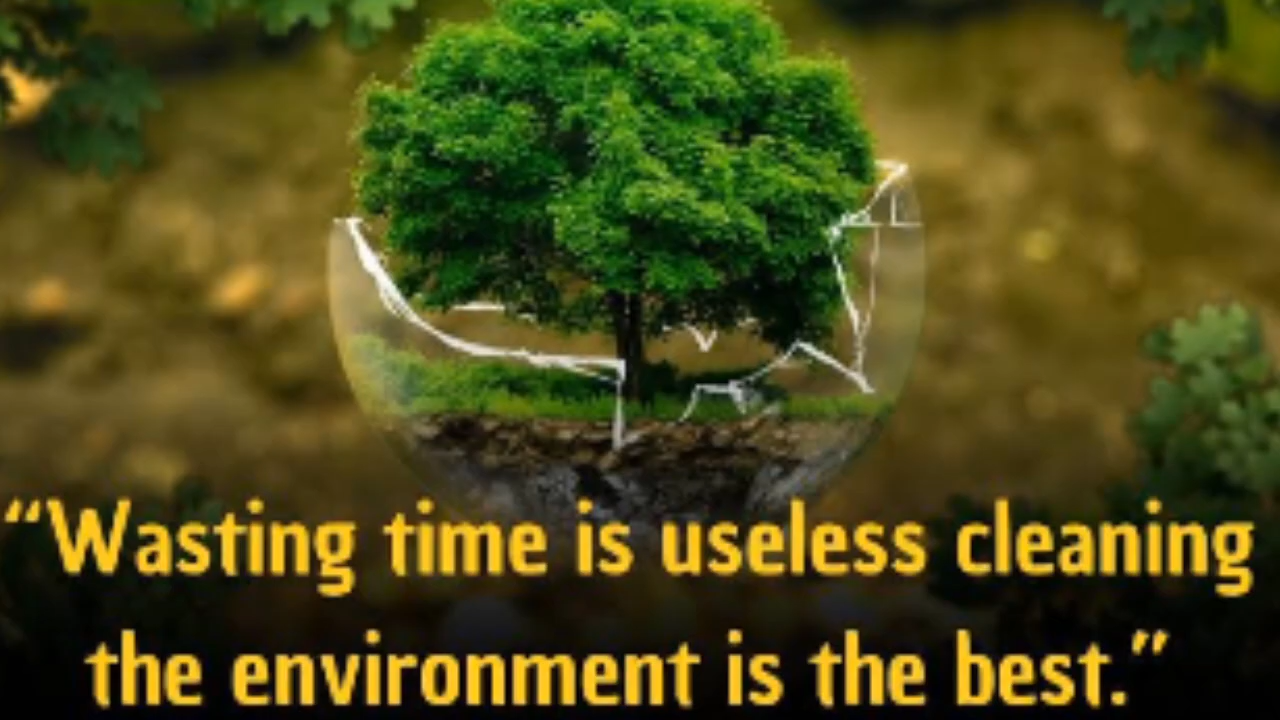 “Wasting time is useless cleaning
the environment is the best.”